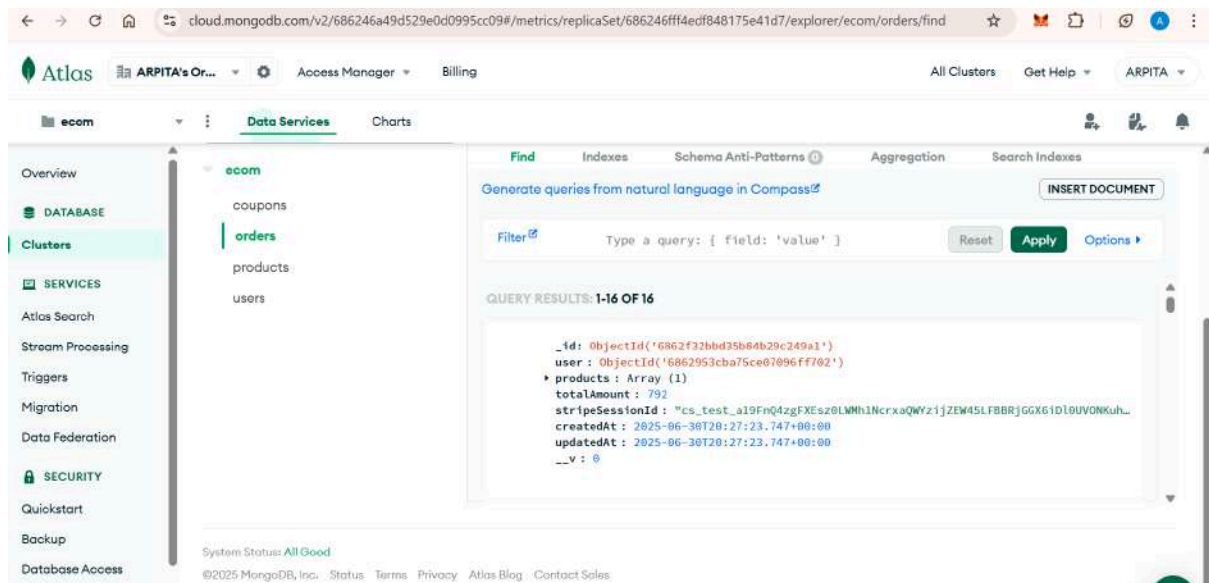 cloud.mongodb.com/v2/686246a49d529e0d0995cc09#/metrics/replicaSet/686246fff4edf848175e41d7/explorer/ecom/orders/find
A
Atlas
ARPITA's Or...
Access Manager
Billing
All Clusters
Get Help
ARPITA
ecom
Data Services
Charts
Overview
DATABASE
Clusters
SERVICES
Atlas Search
Stream Processing
Triggers
Migration
Data Federation
SECURITY
Quickstart
Backup
Database Access
ecom
coupons
orders
products
users
Find Indexes Schema Anti-Patterns 0 Aggregation Search Indexes
Generate queries from natural language in Compass
INSERT DOCUMENT
Filter
Type a query: { field: 'value' }
Reset
Apply
Options
QUERY RESULTS: 1-16 OF 16
_id: ObjectId('6862f32bbd35b84b29c249a1')
user : ObjectId('6862953cba75ce07096ff702')
products : Array (1)
totalAmount : 792
createdAt : 2025-06-30T20:27:23.747+00:00
updatedAt : 2025-06-30T20:27:23.747+00:00
__v : 0
System Status: All Good
©2025 MongoDB, Inc. Status Terms Privacy Atlas Blog Contact Sales